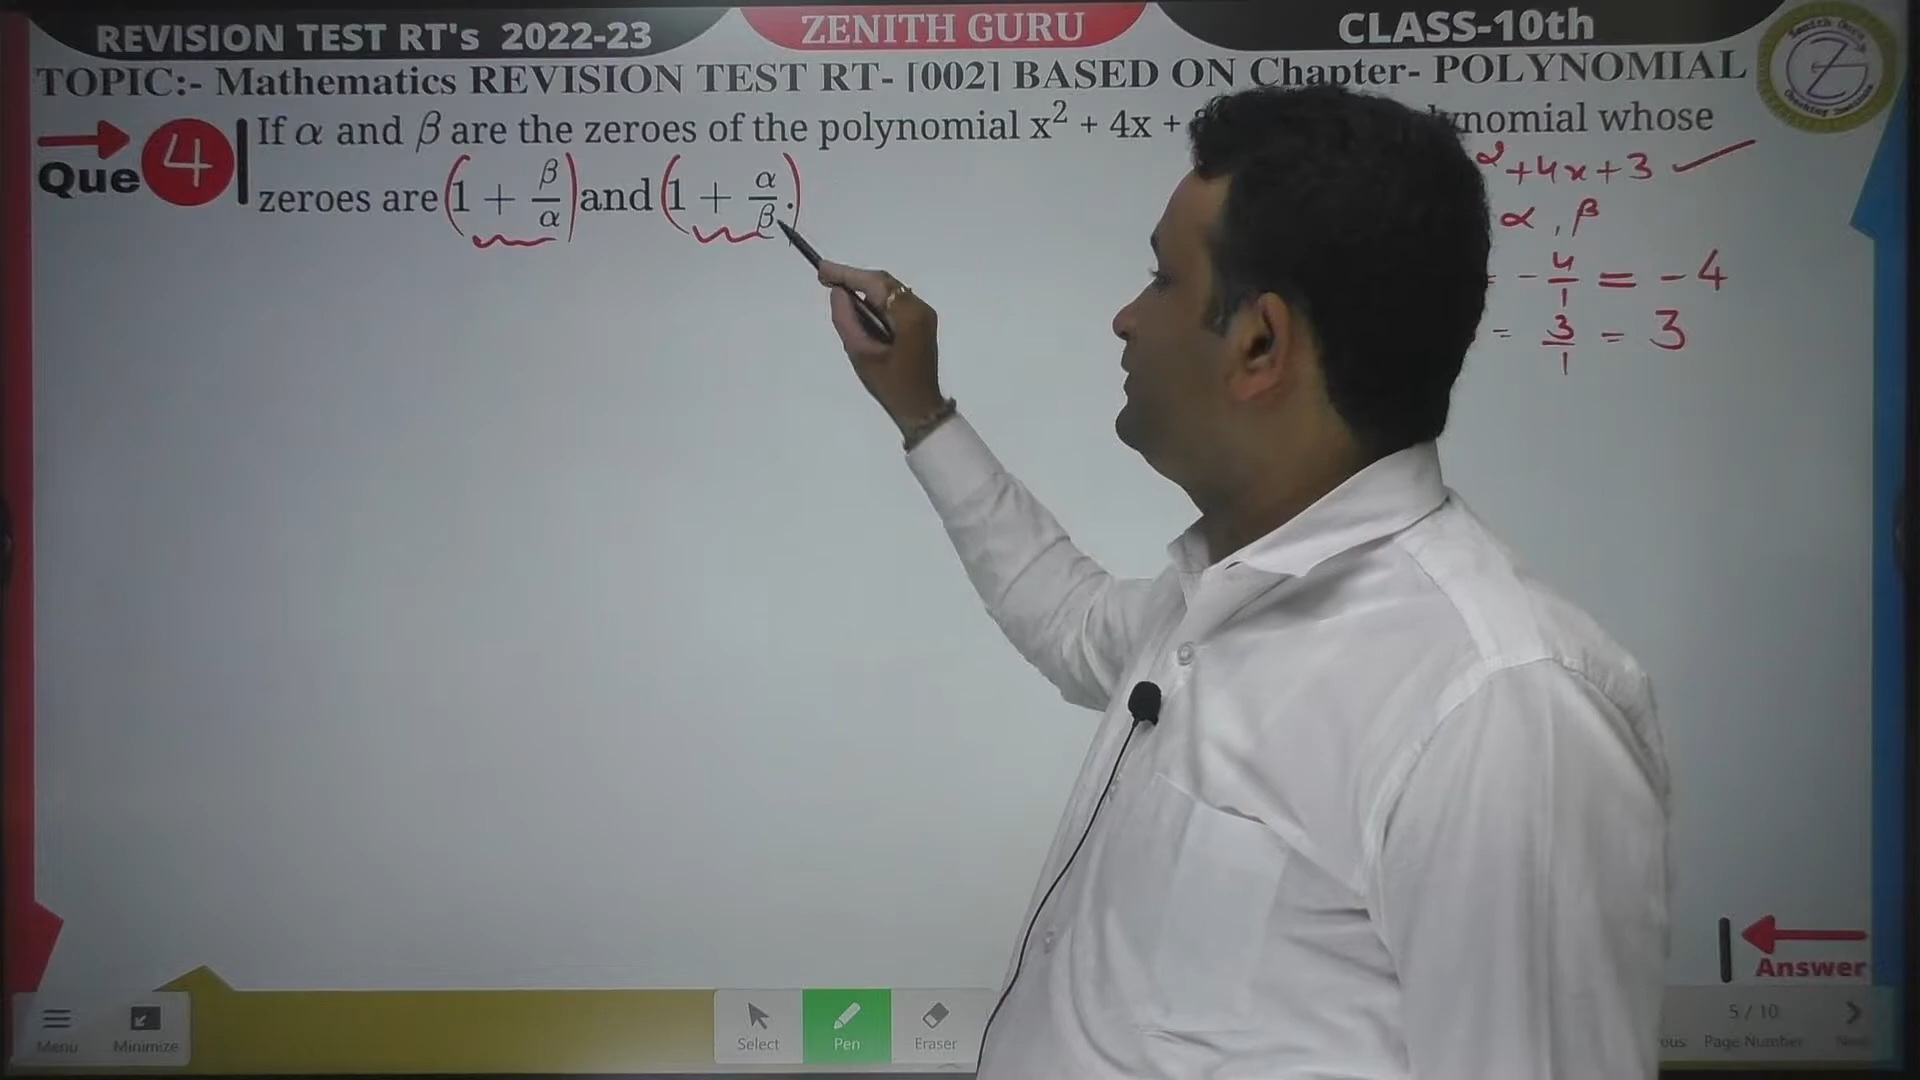 REVISION TEST RT's 2022-23
ZENITH GURU
CLASS-10th
TOPIC:- Mathematics REVISION TEST RT- [002] BASED ON Chapter- POLYNOMIAL
Que 4
If α and β are the zeroes of the polynomial x² + 4x + whose
zeroes are (1 + β/α) and (1 + α/β.)
²+4x+3 ✓
α , β
= -4/1 = -4
= 3/1 = 3
Answer
Menu
Minimize
Select
Pen
Eraser
5 / 10
Page Number